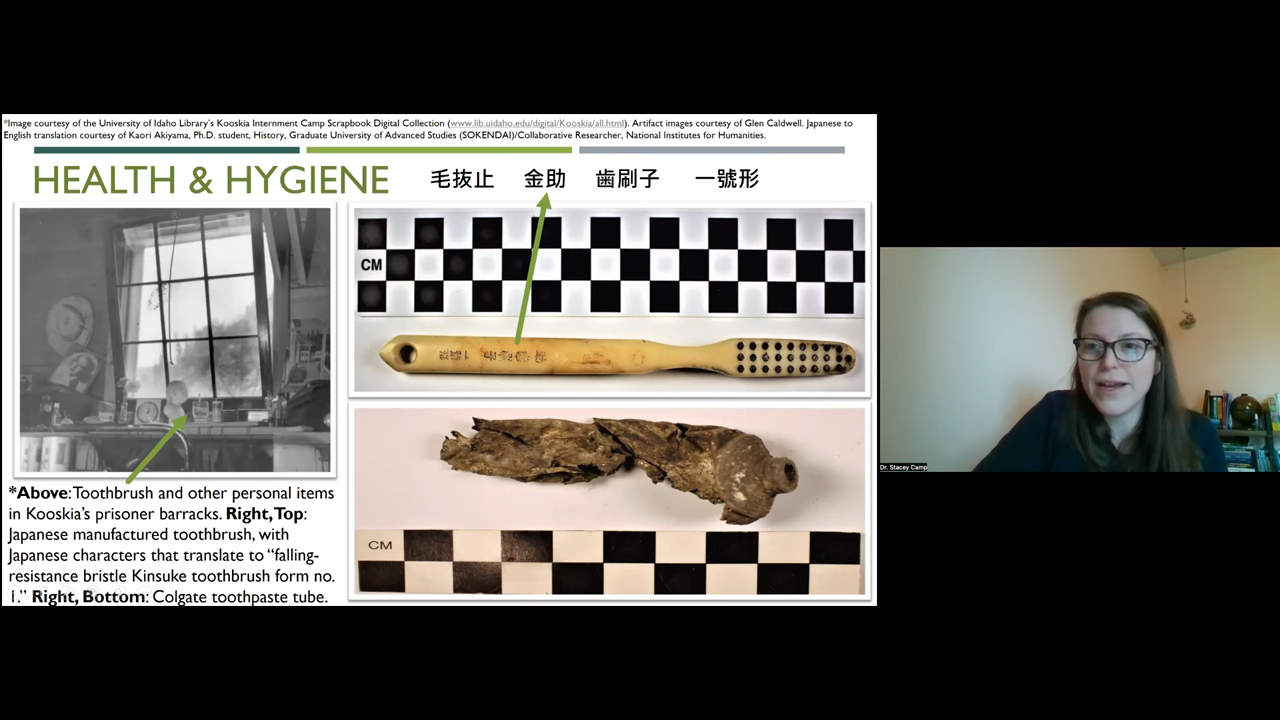 *Image courtesy of the University of Idaho Library's Kooskia Internment Camp Scrapbook Digital Collection (www.lib.uidaho.edu/digital/Kooskia/all.html). Artifact images courtesy of Glen Caldwell. Japanese to
English translation courtesy of Kaori Akiyama, Ph.D. student, History, Graduate University of Advanced Studies (SOKENDAI)/Collaborative Researcher, National Institutes for Humanities.
HEALTH & HYGIENE
毛抜止 金助 歯刷子 一號形
CM
CM
*Above: Toothbrush and other personal items
in Kooskia's prisoner barracks. Right, Top:
Japanese manufactured toothbrush, with
Japanese characters that translate to "falling-
resistance bristle Kinsuke toothbrush form no.
1." Right, Bottom: Colgate toothpaste tube.
Dr. Stacey Camp